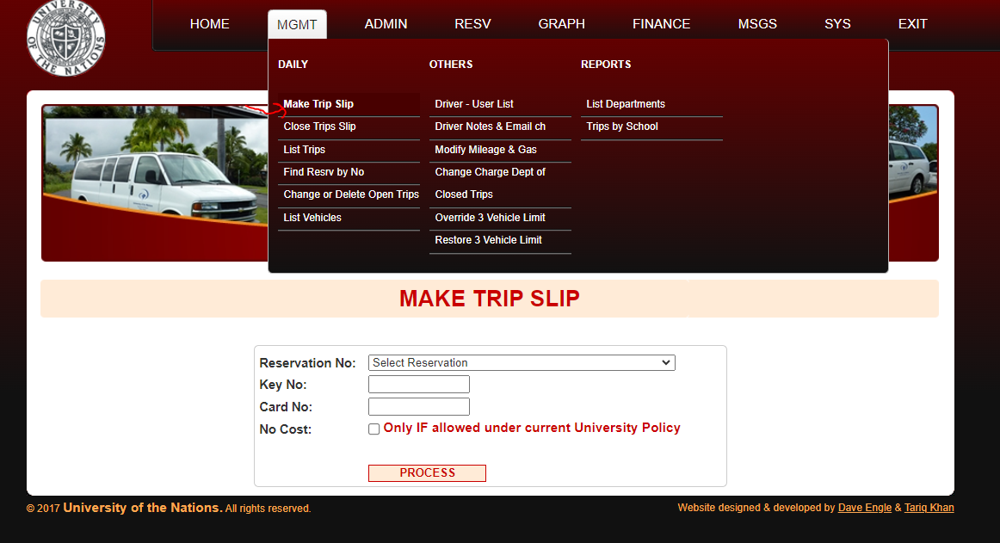 UNIVERSITY
OF THE NATIONS
HOME MGMT ADMIN RESV GRAPH FINANCE MSGS SYS EXIT
DAILY
Make Trip Slip
Close Trips Slip
List Trips
Find Resrv by No
Change or Delete Open Trips
List Vehicles
OTHERS
Driver - User List
Driver Notes & Email ch
Modify Mileage & Gas
Change Charge Dept of
Closed Trips
Override 3 Vehicle Limit
Restore 3 Vehicle Limit
REPORTS
List Departments
Trips by School
MAKE TRIP SLIP
Reservation No: Select Reservation
Key No:
Card No:
No Cost: Only IF allowed under current University Policy
PROCESS
© 2017 University of the Nations. All rights reserved.
Website designed & developed by Dave Engle & Tariq Khan